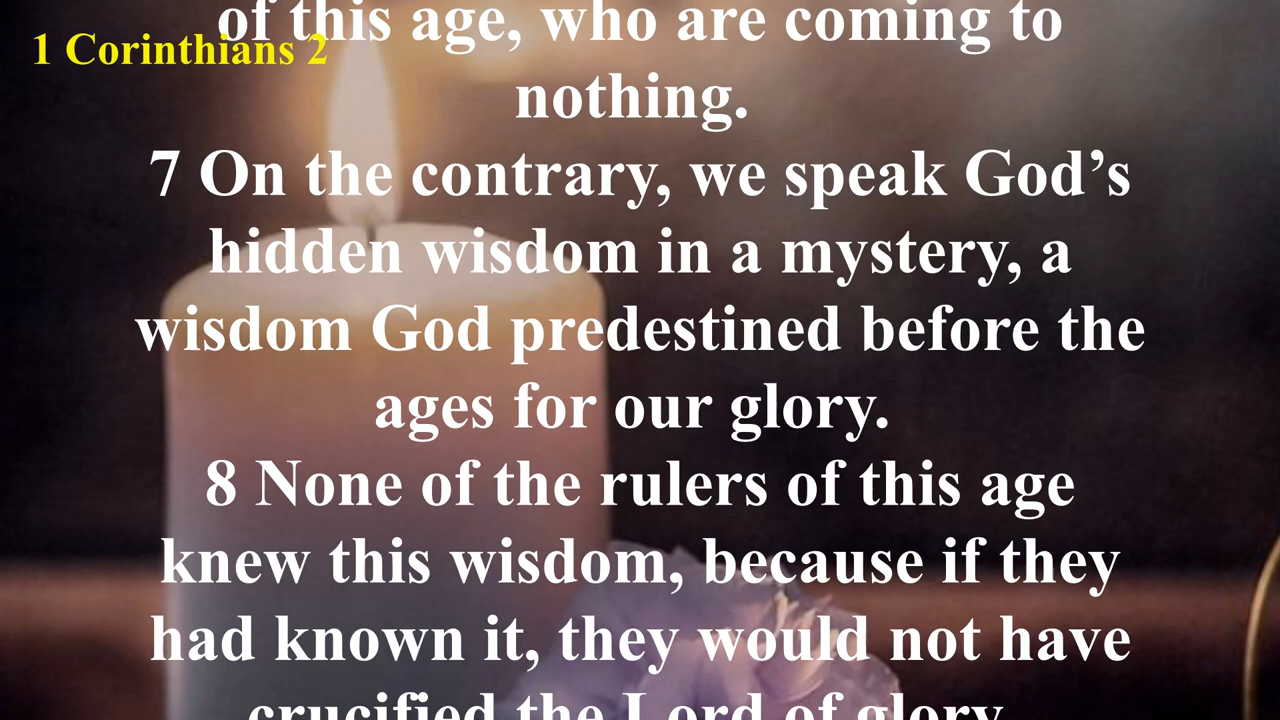 of this age, who are coming to
1 Corinthians 2
nothing.
7 On the contrary, we speak God’s
hidden wisdom in a mystery, a
wisdom God predestined before the
ages for our glory.
8 None of the rulers of this age
knew this wisdom, because if they
had known it, they would not have
crucified the Lord of glory.